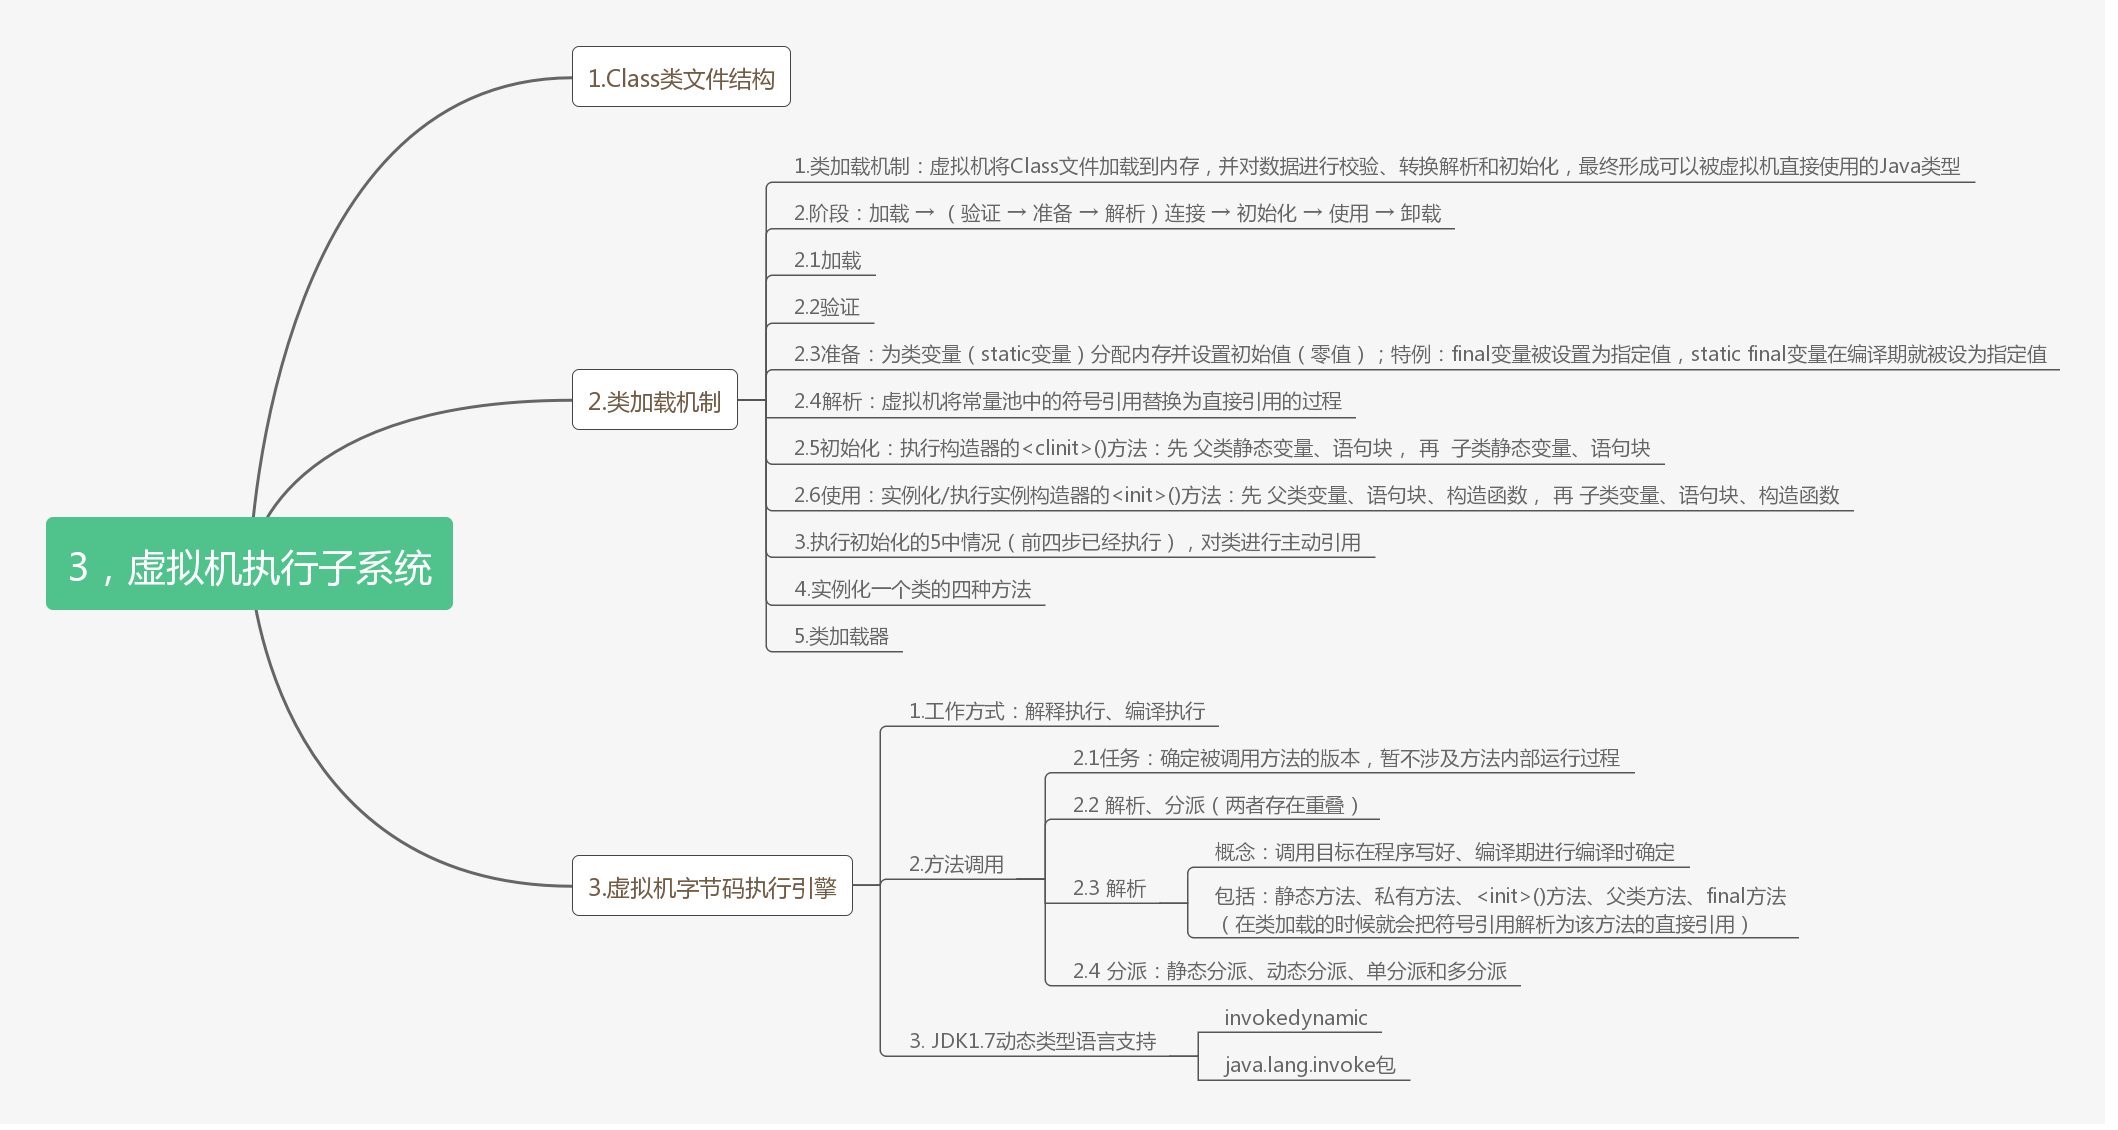 1.Class类文件结构
1.类加载机制：虚拟机将Class文件加载到内存，并对数据进行校验、转换解析和初始化，最终形成可以被虚拟机直接使用的Java类型
2.阶段：加载 → （验证 → 准备 → 解析）连接 → 初始化 → 使用 → 卸载
2.1加载
2.2验证
2.3准备：为类变量（static变量）分配内存并设置初始值（零值）；特例：final变量被设置为指定值，static final变量在编译期就被设为指定值
2.类加载机制
2.4解析：虚拟机将常量池中的符号引用替换为直接引用的过程
2.5初始化：执行构造器的<clinit>()方法：先 父类静态变量、语句块， 再  子类静态变量、语句块
2.6使用：实例化/执行实例构造器的<init>()方法：先 父类变量、语句块、构造函数， 再 子类变量、语句块、构造函数
3.执行初始化的5中情况（前四步已经执行），对类进行主动引用
3，虚拟机执行子系统
4.实例化一个类的四种方法
5.类加载器
1.工作方式：解释执行、编译执行
2.1任务：确定被调用方法的版本，暂不涉及方法内部运行过程
2.2 解析、分派（两者存在重叠）
2.方法调用
概念：调用目标在程序写好、编译期进行编译时确定
3.虚拟机字节码执行引擎
2.3 解析
包括：静态方法、私有方法、<init>()方法、父类方法、final方法
（在类加载的时候就会把符号引用解析为该方法的直接引用）
2.4 分派：静态分派、动态分派、单分派和多分派
invokedynamic
3. JDK1.7动态类型语言支持
java.lang.invoke包